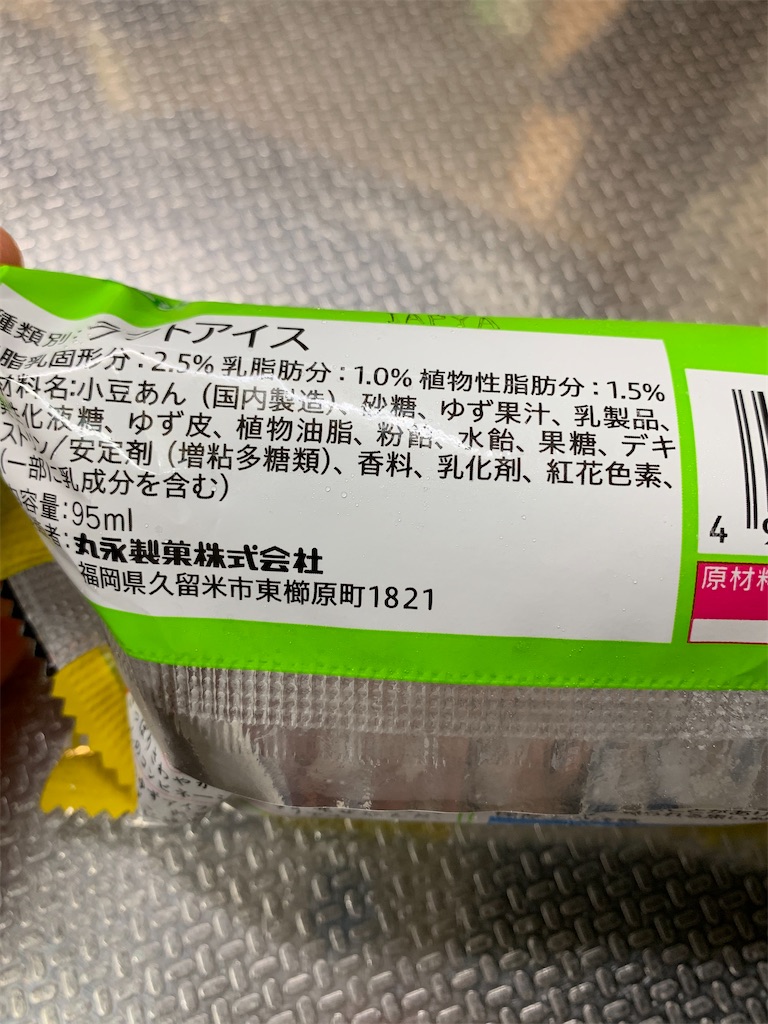 種類別:ラクトアイス
脂乳固形分:2.5% 乳脂肪分:1.0% 植物性脂肪分:1.5%
材料名:小豆あん (国内製造)、砂糖、ゆず果汁、乳製品、
化液糖、ゆず皮、植物油脂、粉飴、水飴、果糖、デキ
ストリン/安定剤 (増粘多糖類)、香料、乳化剤、紅花色素、
(一部に乳成分を含む)
容量:95ml
者:丸永製菓株式会社
福岡県久留米市東櫛原町1821
4
原材料